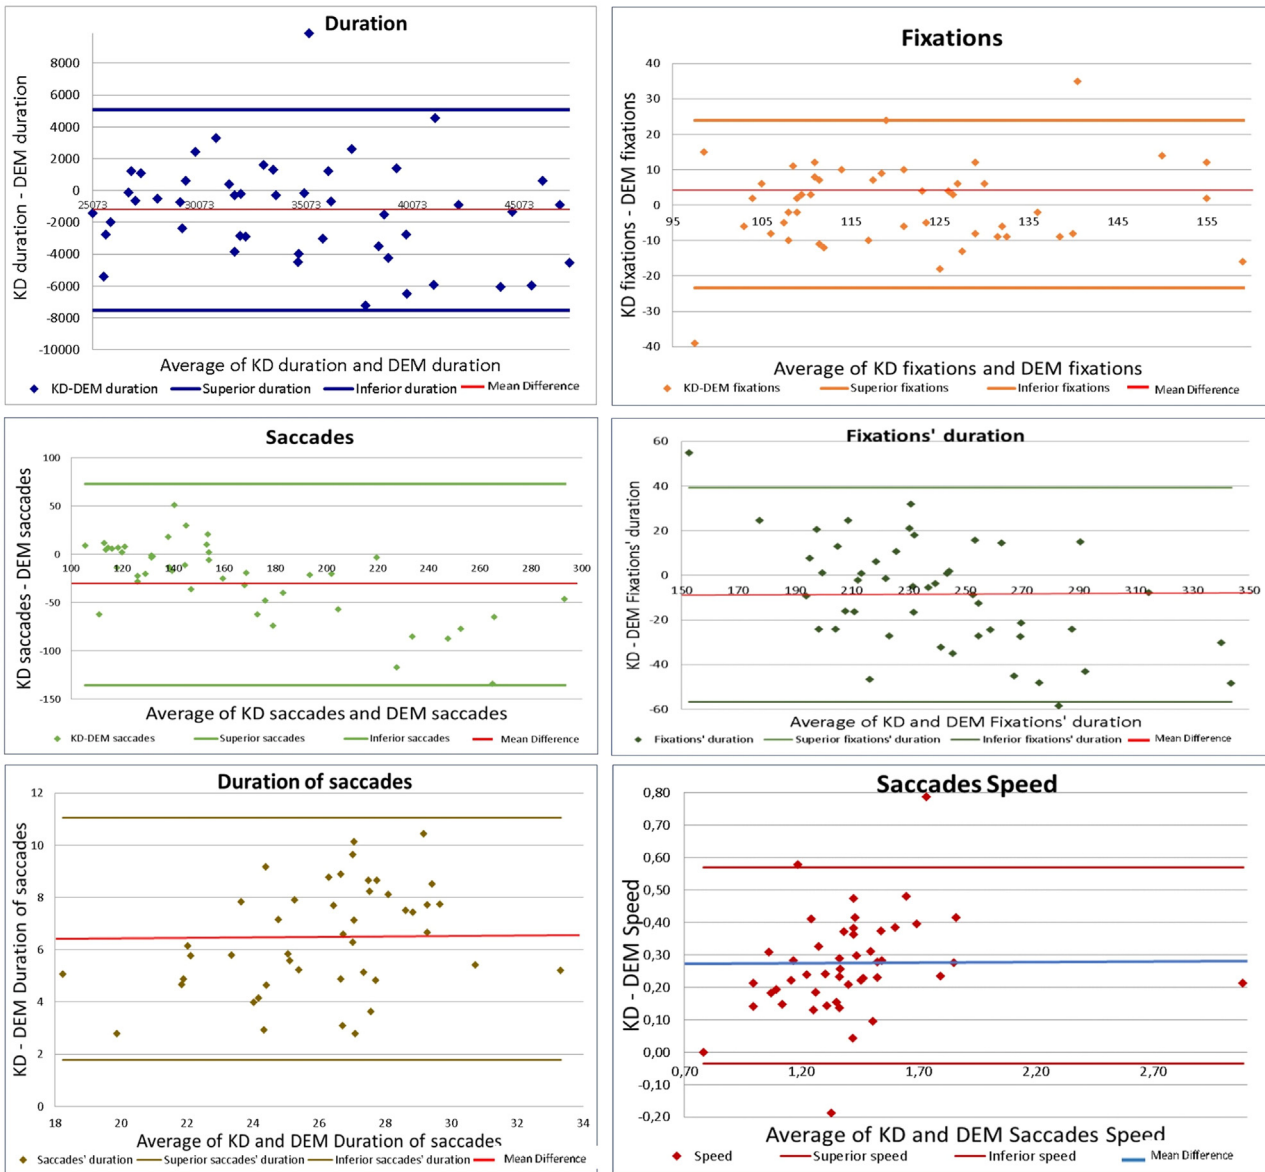 Duration
KD duration - DEM duration
8000
6000
4000
2000
0
-2000
-4000
-6000
-8000
-10000
25073 30073 35073 40073 45073
Average of KD duration and DEM duration
KD-DEM duration Superior duration Inferior duration Mean Difference
Fixations
KD fixations - DEM fixations
40
30
20
10
0
-10
-20
-30
-40
95 105 115 125 135 145 155
Average of KD fixations and DEM fixations
KD-DEM fixations Superior fixations Inferior fixations Mean Difference
Saccades
KD saccades - DEM saccades
100
50
0
-50
-100
-150
100 120 140 160 180 200 220 240 260 280 300
Average of KD saccades and DEM saccades
KD-DEM saccades Superior saccades Inferior saccades Mean Difference
Fixations' duration
KD - DEM Fixations' duration
60
40
20
0
-20
-40
-60
150 170 190 210 230 250 270 290 310 330 350
Average of KD and DEM Fixations' duration
Fixations' duration Superior fixations' duration Inferior fixations' duration Mean Difference
Duration of saccades
KD - DEM Duration of saccades
12
10
8
6
4
2
0
18 20 22 24 26 28 30 32 34
Average of KD and DEM Duration of saccades
Saccades' duration Superior saccades' duration Inferior saccades' duration Mean Difference
Saccades Speed
KD - DEM Speed
0,80
0,70
0,60
0,50
0,40
0,30
0,20
0,10
0,00
-0,10
-0,20
0,70 1,20 1,70 2,20 2,70
Average of KD and DEM Saccades Speed
Speed Superior speed Inferior speed Mean Difference